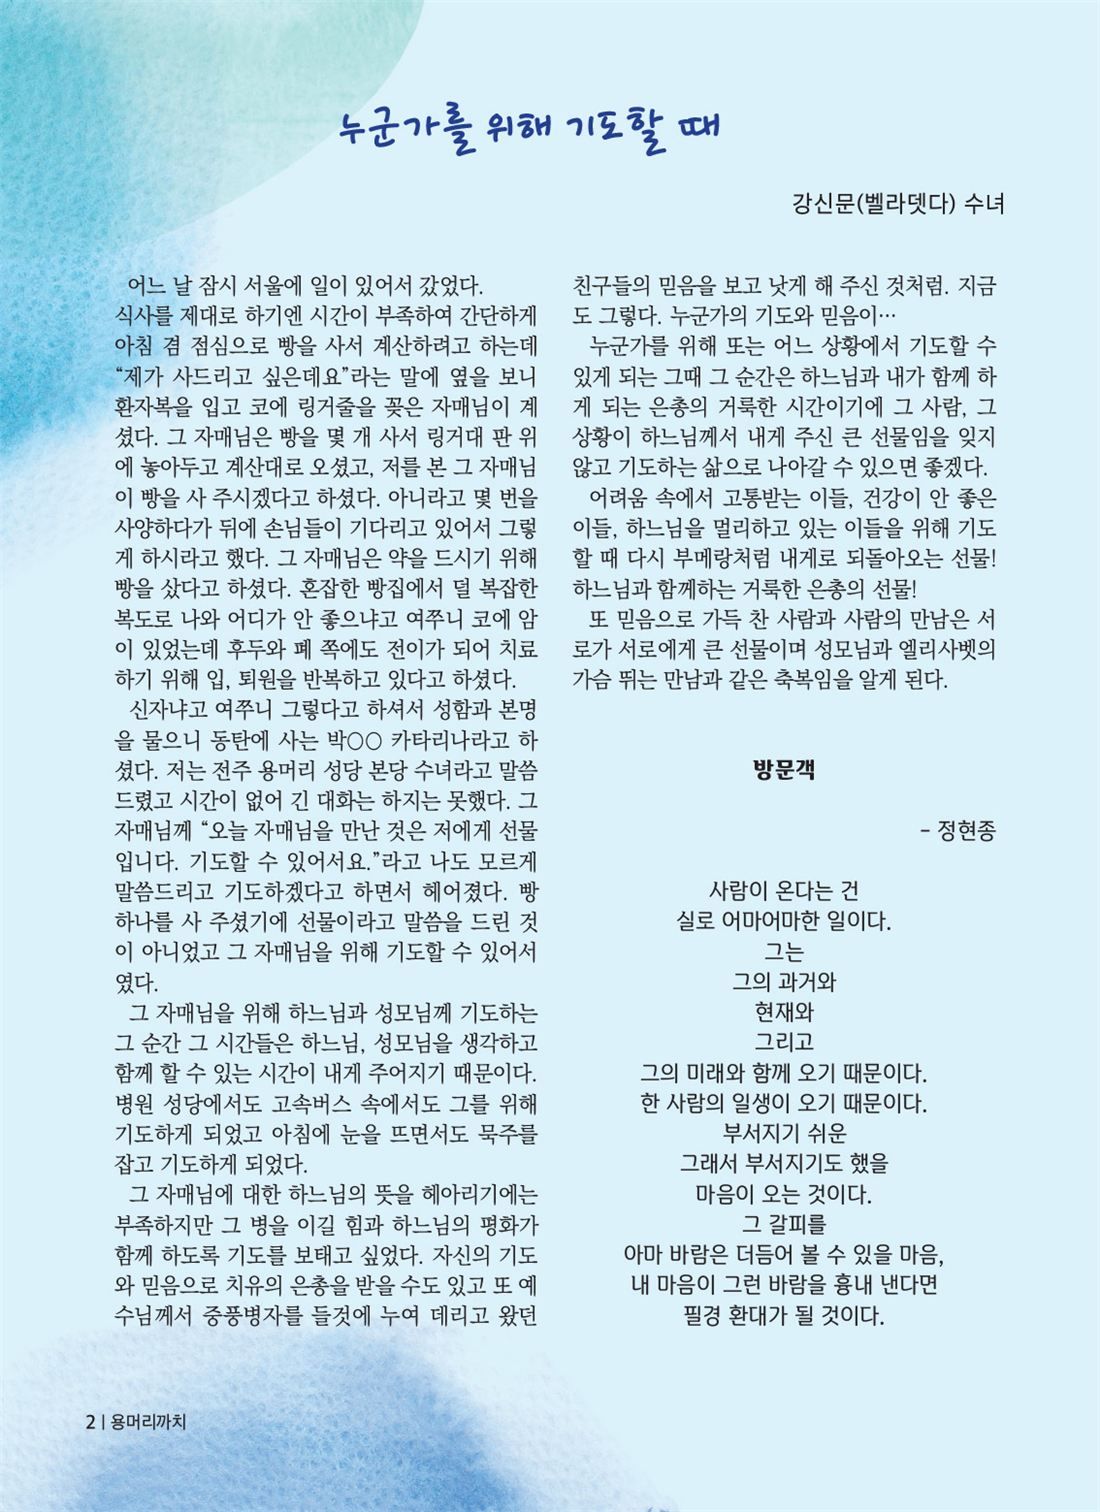 누군가를 위해 기도할 때
강신문(벨라뎃다) 수녀
어느 날 잠시 서울에 일이 있어서 갔었다.
식사를 제대로 하기엔 시간이 부족하여 간단하게
아침 겸 점심으로 빵을 사서 계산하려고 하는데
“제가 사드리고 싶은데요”라는 말에 옆을 보니
환자복을 입고 코에 링거줄을 꽂은 자매님이 계
셨다. 그 자매님은 빵을 몇 개 사서 링거대 판 위
에 놓아두고 계산대로 오셨고, 저를 본 그 자매님
이 빵을 사 주시겠다고 하셨다. 아니라고 몇 번을
사양하다가 뒤에 손님들이 기다리고 있어서 그렇
게 하시라고 했다. 그 자매님은 약을 드시기 위해
빵을 샀다고 하셨다. 혼잡한 빵집에서 덜 복잡한
복도로 나와 어디가 안 좋으냐고 여쭈니 코에 암
이 있었는데 후두와 폐 쪽에도 전이가 되어 치료
하기 위해 입, 퇴원을 반복하고 있다고 하셨다.
신자냐고 여쭈니 그렇다고 하셔서 성함과 본명
을 물으니 동탄에 사는 박○○ 카타리나라고 하
셨다. 저는 전주 용머리 성당 본당 수녀라고 말씀
드렸고 시간이 없어 긴 대화는 하지는 못했다. 그
자매님께 “오늘 자매님을 만난 것은 저에게 선물
입니다. 기도할 수 있어서요.”라고 나도 모르게
말씀드리고 기도하겠다고 하면서 헤어졌다. 빵
하나를 사 주셨기에 선물이라고 말씀을 드린 것
이 아니었고 그 자매님을 위해 기도할 수 있어서
였다.
그 자매님을 위해 하느님과 성모님께 기도하는
그 순간 그 시간들은 하느님, 성모님을 생각하고
함께 할 수 있는 시간이 내게 주어지기 때문이다.
병원 성당에서도 고속버스 속에서도 그를 위해
기도하게 되었고 아침에 눈을 뜨면서도 묵주를
잡고 기도하게 되었다.
그 자매님에 대한 하느님의 뜻을 헤아리기에는
부족하지만 그 병을 이길 힘과 하느님의 평화가
함께 하도록 기도를 보태고 싶었다. 자신의 기도
와 믿음으로 치유의 은총을 받을 수도 있고 또 예
수님께서 중풍병자를 들것에 누여 데리고 왔던
친구들의 믿음을 보고 낫게 해 주신 것처럼. 지금
도 그렇다. 누군가의 기도와 믿음이…
누군가를 위해 또는 어느 상황에서 기도할 수
있게 되는 그때 그 순간은 하느님과 내가 함께 하
게 되는 은총의 거룩한 시간이기에 그 사람, 그
상황이 하느님께서 내게 주신 큰 선물임을 잊지
않고 기도하는 삶으로 나아갈 수 있으면 좋겠다.
어려움 속에서 고통받는 이들, 건강이 안 좋은
이들, 하느님을 멀리하고 있는 이들을 위해 기도
할 때 다시 부메랑처럼 내게로 되돌아오는 선물!
하느님과 함께하는 거룩한 은총의 선물!
또 믿음으로 가득 찬 사람과 사람의 만남은 서
로가 서로에게 큰 선물이며 성모님과 엘리사벳의
가슴 뛰는 만남과 같은 축복임을 알게 된다.
방문객
- 정현종
사람이 온다는 건
실로 어마어마한 일이다.
그는
그의 과거와
현재와
그리고
그의 미래와 함께 오기 때문이다.
한 사람의 일생이 오기 때문이다.
부서지기 쉬운
그래서 부서지기도 했을
마음이 오는 것이다.
그 갈피를
아마 바람은 더듬어 볼 수 있을 마음,
내 마음이 그런 바람을 흉내 낸다면
필경 환대가 될 것이다.
2 | 용머리까치